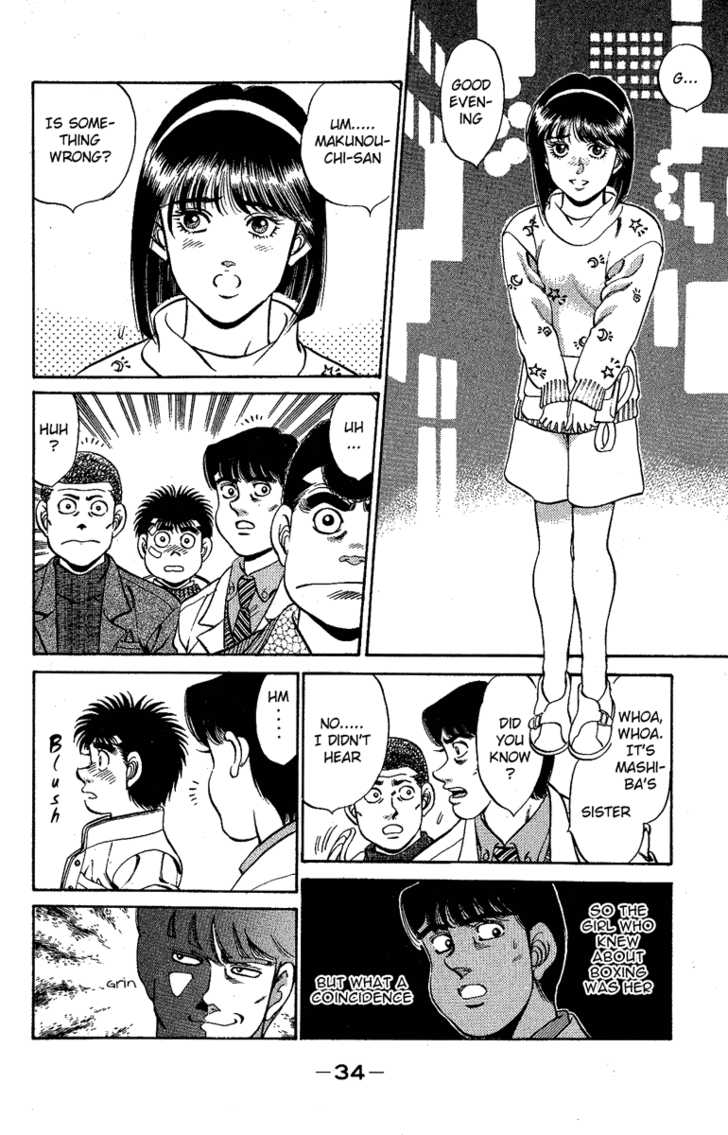 G...
GOOD
EVEN-
ING
UM.....
MAKUNOU-
CHI-SAN
IS SOME-
THING
WRONG?
UH
...
HUH
?
WHOA,
WHOA.
IT'S
MASHI-
BA'S
SISTER
DID
YOU
KNOW
?
NO.....
I DIDN'T
HEAR
HM
....
Blush
SO THE
GIRL WHO
KNEW
ABOUT
BOXING
WAS HER
BUT WHAT A
COINCIDENCE
Grin
—34—